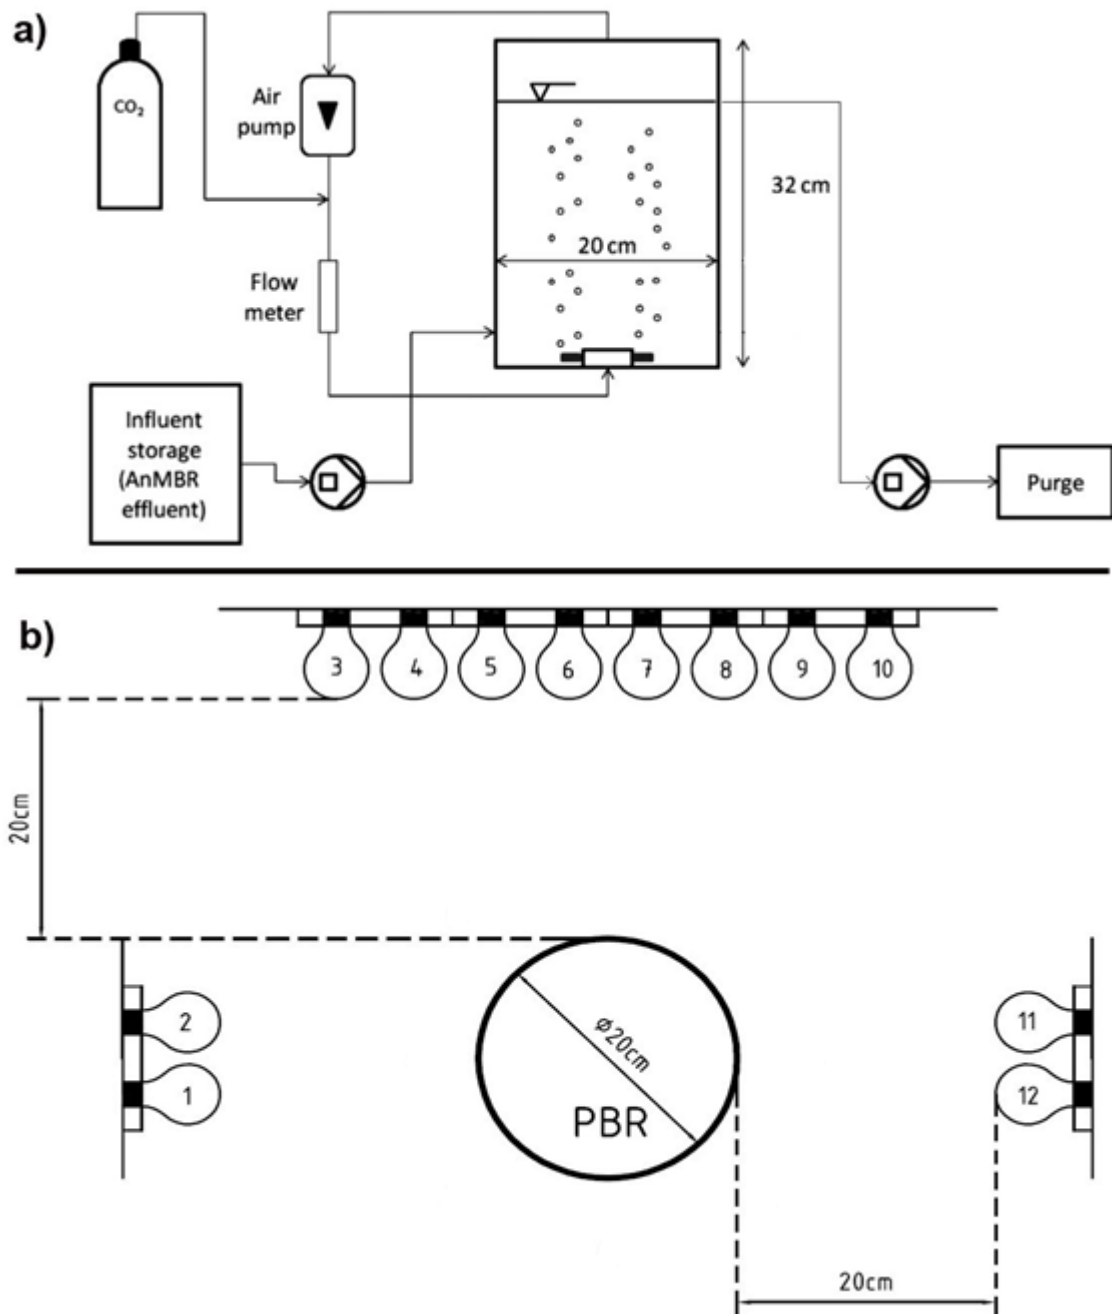 a)
CO₂
Air
pump
32 cm
20 cm
Flow
meter
Influent
storage
(AnMBR
effluent)
Purge
b)
3 4 5 6 7 8 9 10
20cm
2
1
ø20cm
PBR
11
12
20cm